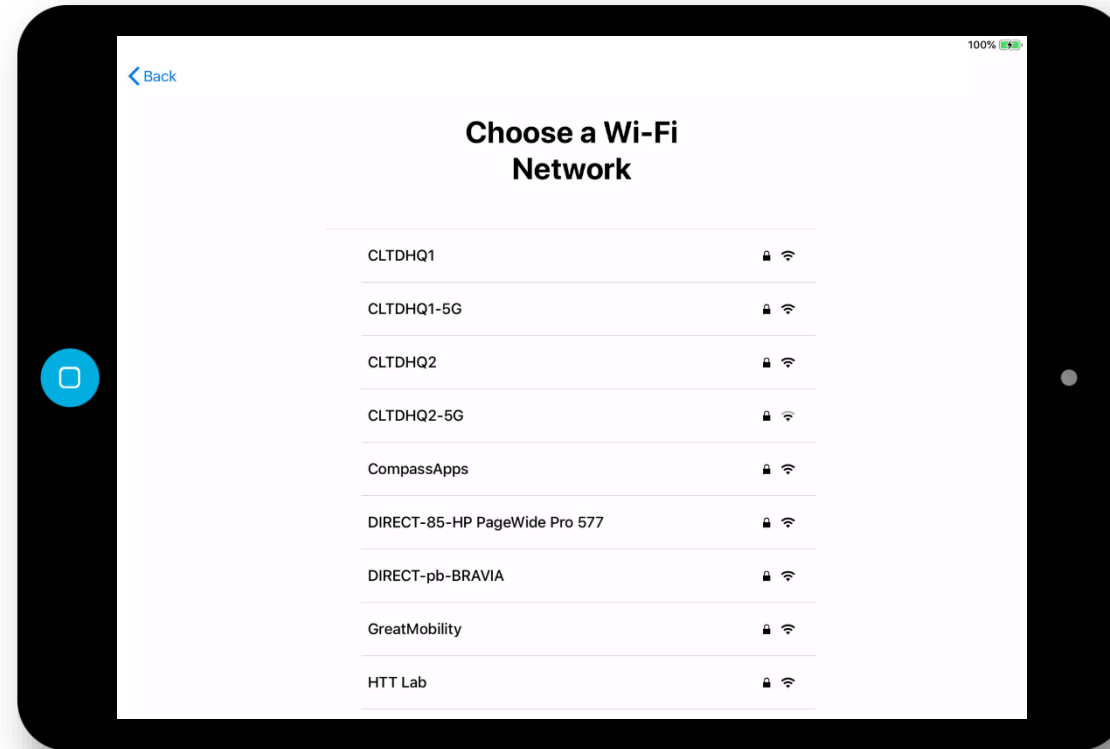 100%
Back
Choose a Wi-Fi
Network
CLTDHQ1
CLTDHQ1-5G
CLTDHQ2
CLTDHQ2-5G
CompassApps
DIRECT-85-HP PageWide Pro 577
DIRECT-pb-BRAVIA
GreatMobility
HTT Lab